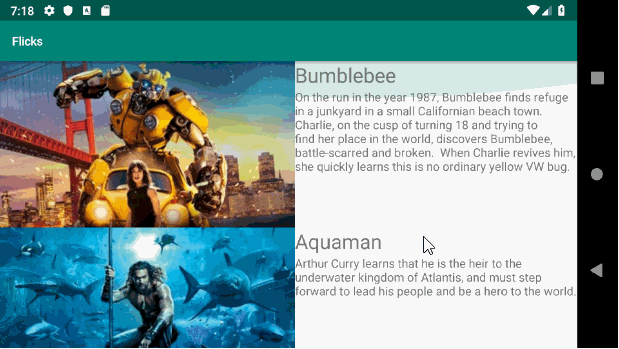 7:18
Flicks
Bumblebee
On the run in the year 1987, Bumblebee finds refuge
in a junkyard in a small Californian beach town.
Charlie, on the cusp of turning 18 and trying to
find her place in the world, discovers Bumblebee,
battle-scarred and broken.  When Charlie revives him,
she quickly learns this is no ordinary yellow VW bug.
Aquaman
Arthur Curry learns that he is the heir to the
underwater kingdom of Atlantis, and must step
forward to lead his people and be a hero to the world.